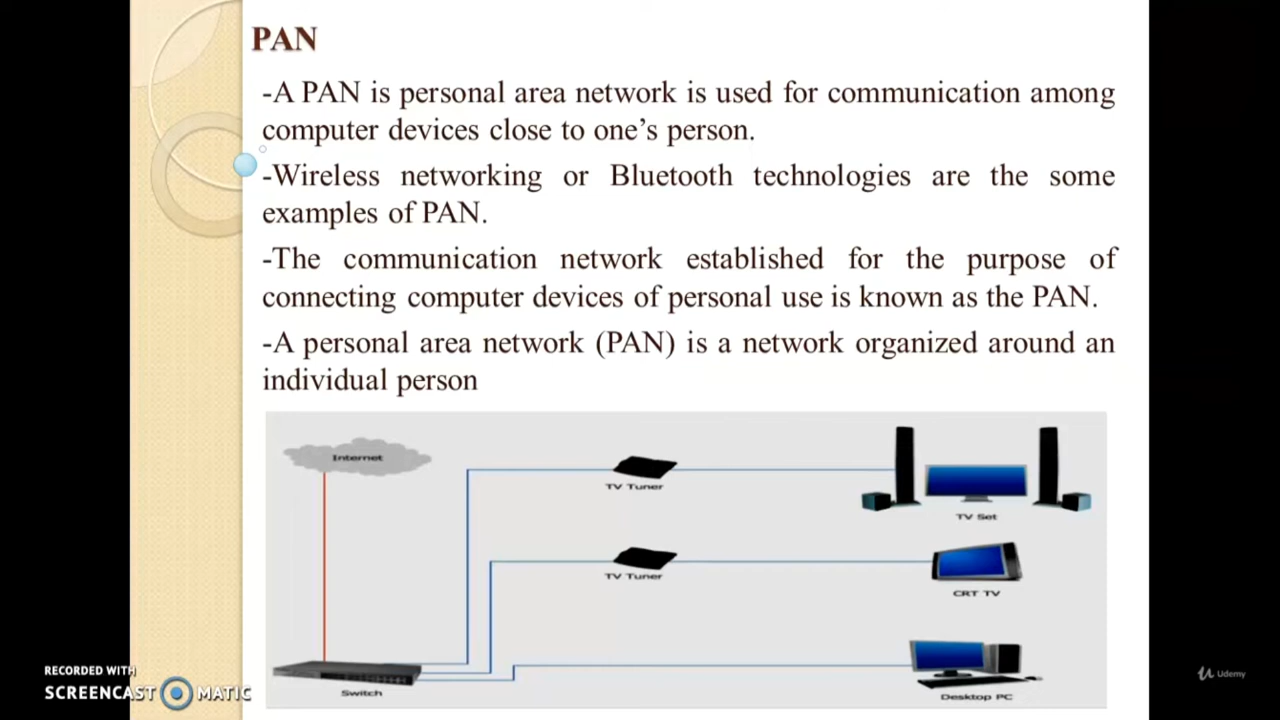 PAN
-A PAN is personal area network is used for communication among
computer devices close to one’s person.
-Wireless networking or Bluetooth technologies are the some
examples of PAN.
-The communication network established for the purpose of
connecting computer devices of personal use is known as the PAN.
-A personal area network (PAN) is a network organized around an
individual person
Internet
TV Tuner
TV Set
TV Tuner
CRT TV
Switch
Desktop PC
RECORDED WITH
SCREENCAST MATIC
Udemy